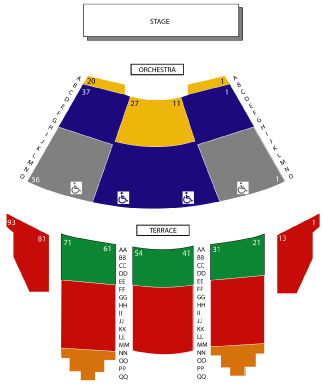 STAGE
ORCHESTRA
A 20 1 A
B 37 1 B
C C
D 27 11 D
E E
F F
G G
H H
I I
J J
K K
L L
M M
N N
O 56 1 O
TERRACE
93 1
81 71 61 54 41 31 21 13
AA AA
BB BB
CC CC
DD DD
EE EE
FF FF
GG GG
HH HH
II II
JJ JJ
KK KK
LL LL
MM MM
NN NN
OO OO
PP PP
QQ QQ